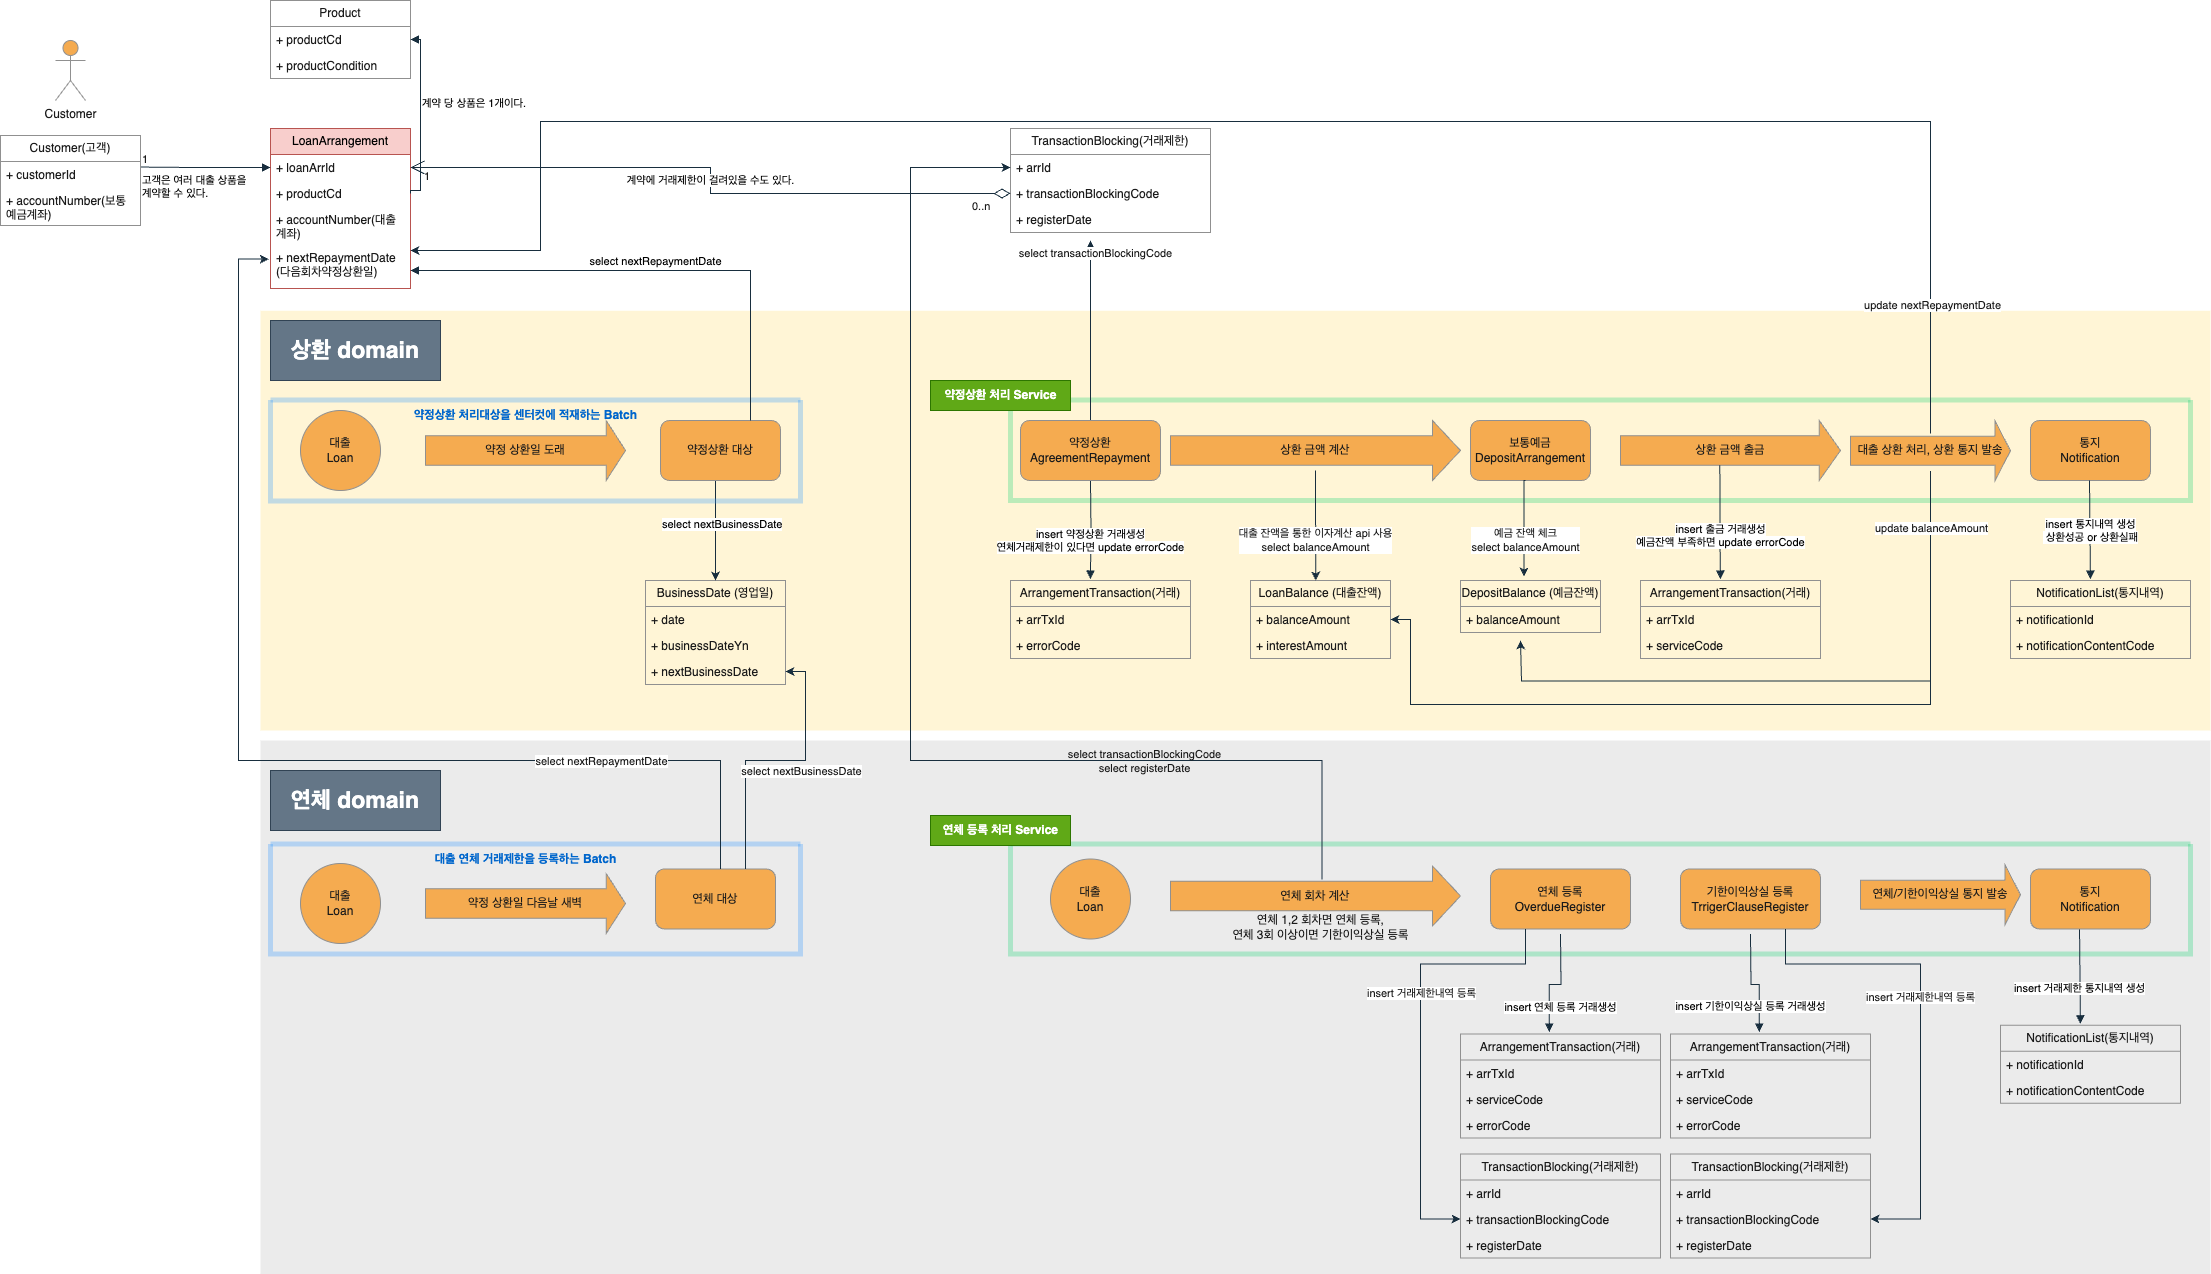 Product
+ productCd
+ productCondition
Customer
계약 당 상품은 1개이다.
Customer(고객)
+ customerId
+ accountNumber(보통
예금계좌)
1
고객은 여러 대출 상품을
계약할 수 있다.
LoanArrangement
+ loanArrId
+ productCd
+ accountNumber(대출
계좌)
+ nextRepaymentDate
(다음회차약정상환일)
1
계약에 거래제한이 걸려있을 수도 있다.
0..n
TransactionBlocking(거래제한)
+ arrId
+ transactionBlockingCode
+ registerDate
select transactionBlockingCode
select nextRepaymentDate
update nextRepaymentDate
상환 domain
약정상환 처리대상을 센터컷에 적재하는 Batch
대출
Loan
약정 상환일 도래
약정상환 대상
select nextBusinessDate
BusinessDate (영업일)
+ date
+ businessDateYn
+ nextBusinessDate
약정상환 처리 Service
약정상환
AgreementRepayment
상환 금액 계산
보통예금
DepositArrangement
상환 금액 출금
대출 상환 처리, 상환 통지 발송
통지
Notification
insert 약정상환 거래생성
연체거래제한이 있다면 update errorCode
대출 잔액을 통한 이자계산 api 사용
select balanceAmount
예금 잔액 체크
select balanceAmount
insert 출금 거래생성
예금잔액 부족하면 update errorCode
update balanceAmount
insert 통지내역 생성
상환성공 or 상환실패
ArrangementTransaction(거래)
+ arrTxId
+ errorCode
LoanBalance (대출잔액)
+ balanceAmount
+ interestAmount
DepositBalance (예금잔액)
+ balanceAmount
ArrangementTransaction(거래)
+ arrTxId
+ serviceCode
NotificationList(통지내역)
+ notificationId
+ notificationContentCode
select nextRepaymentDate
select nextBusinessDate
select transactionBlockingCode
select registerDate
연체 domain
대출 연체 거래제한을 등록하는 Batch
대출
Loan
약정 상환일 다음날 새벽
연체 대상
연체 등록 처리 Service
대출
Loan
연체 회차 계산
연체 1,2 회차면 연체 등록,
연체 3회 이상이면 기한이익상실 등록
연체 등록
OverdueRegister
기한이익상실 등록
TrrigerClauseRegister
연체/기한이익상실 통지 발송
통지
Notification
insert 거래제한내역 등록
insert 연체 등록 거래생성
insert 기한이익상실 등록 거래생성
insert 거래제한내역 등록
insert 거래제한 통지내역 생성
ArrangementTransaction(거래)
+ arrTxId
+ serviceCode
+ errorCode
ArrangementTransaction(거래)
+ arrTxId
+ serviceCode
+ errorCode
NotificationList(통지내역)
+ notificationId
+ notificationContentCode
TransactionBlocking(거래제한)
+ arrId
+ transactionBlockingCode
+ registerDate
TransactionBlocking(거래제한)
+ arrId
+ transactionBlockingCode
+ registerDate